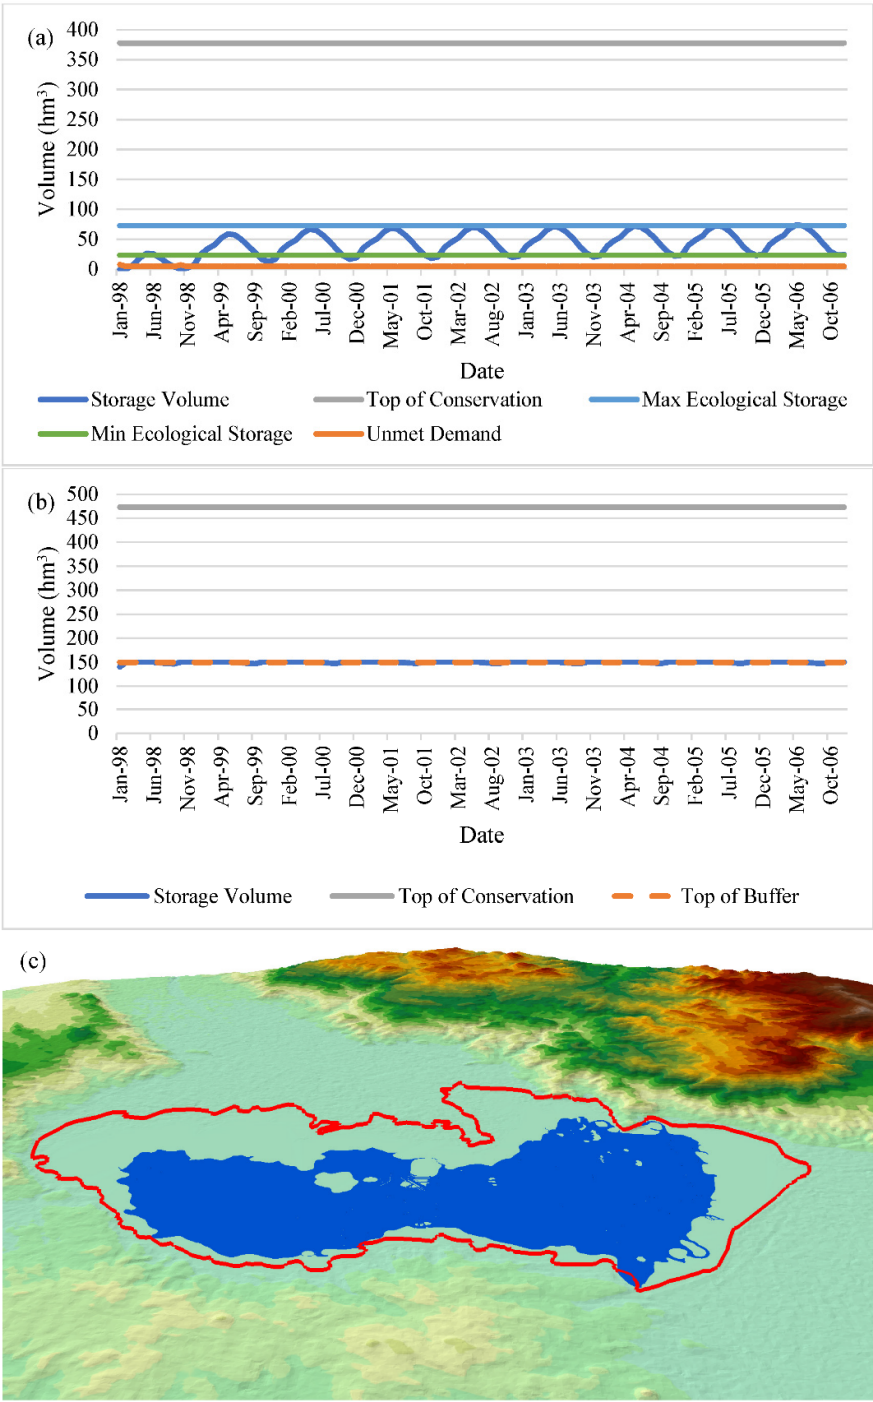 (a)
Volume (hm³)
400
350
300
250
200
150
100
50
0
Jan-98 Jun-98 Nov-98 Apr-99 Sep-99 Feb-00 Jul-00 Dec-00 May-01 Oct-01 Mar-02 Aug-02 Jan-03 Jun-03 Nov-03 Apr-04 Sep-04 Feb-05 Jul-05 Dec-05 May-06 Oct-06
Date
Storage Volume Top of Conservation Max Ecological Storage
Min Ecological Storage Unmet Demand
(b)
Volume (hm³)
500
450
400
350
300
250
200
150
100
50
0
Jan-98 Jun-98 Nov-98 Apr-99 Sep-99 Feb-00 Jul-00 Dec-00 May-01 Oct-01 Mar-02 Aug-02 Jan-03 Jun-03 Nov-03 Apr-04 Sep-04 Feb-05 Jul-05 Dec-05 May-06 Oct-06
Date
Storage Volume Top of Conservation Top of Buffer
(c)